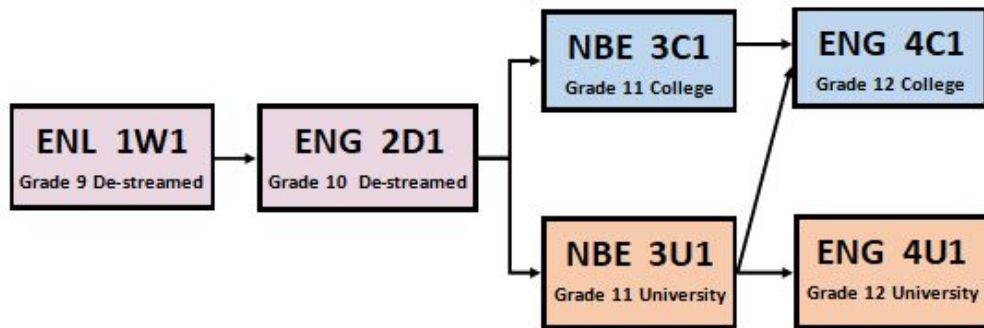 NBE 3C1
Grade 11 College
ENG 4C1
Grade 12 College
ENL 1W1
Grade 9 De-streamed
ENG 2D1
Grade 10 De-streamed
NBE 3U1
Grade 11 University
ENG 4U1
Grade 12 University